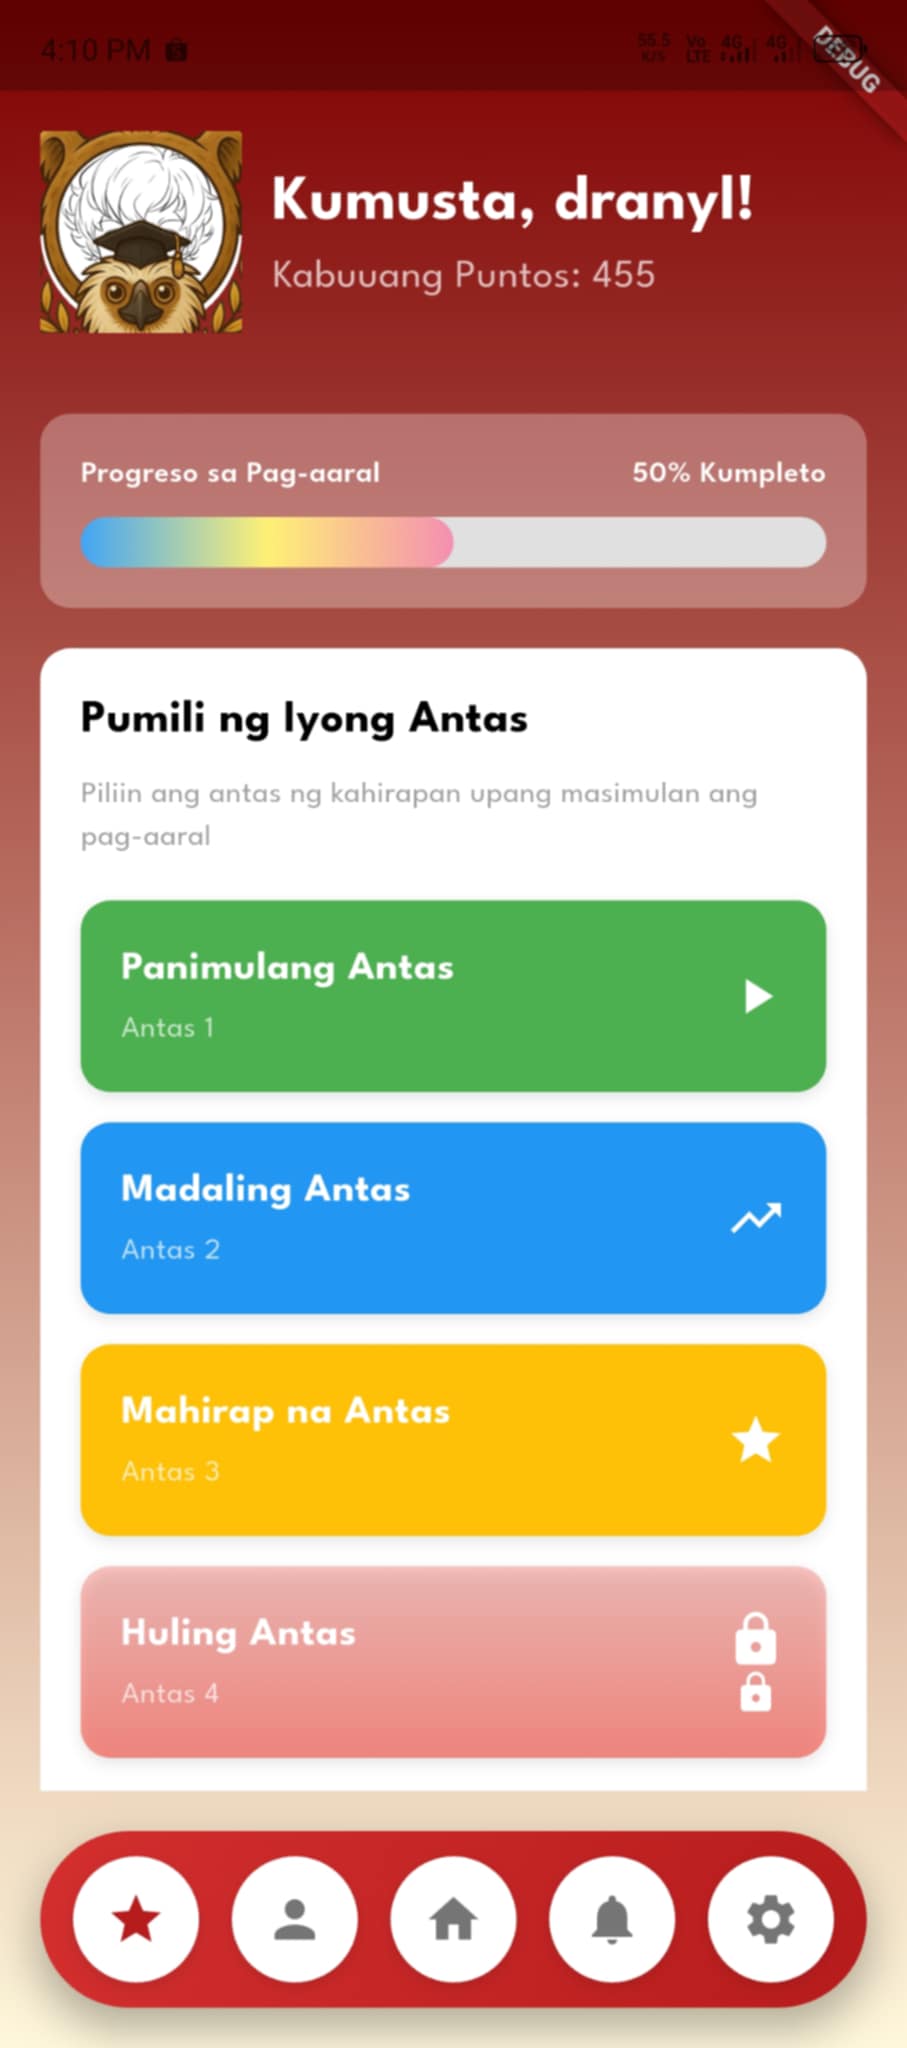 4:10 PM
55.5 K/S Vo LTE 4G 4G
DEBUG
Kumusta, dranyl!
Kabuuang Puntos: 455
Progreso sa Pag-aaral 50% Kumpleto
Pumili ng Iyong Antas
Piliin ang antas ng kahirapan upang masimulan ang
pag-aaral
Panimulang Antas
Antas 1
Madaling Antas
Antas 2
Mahirap na Antas
Antas 3
Huling Antas
Antas 4